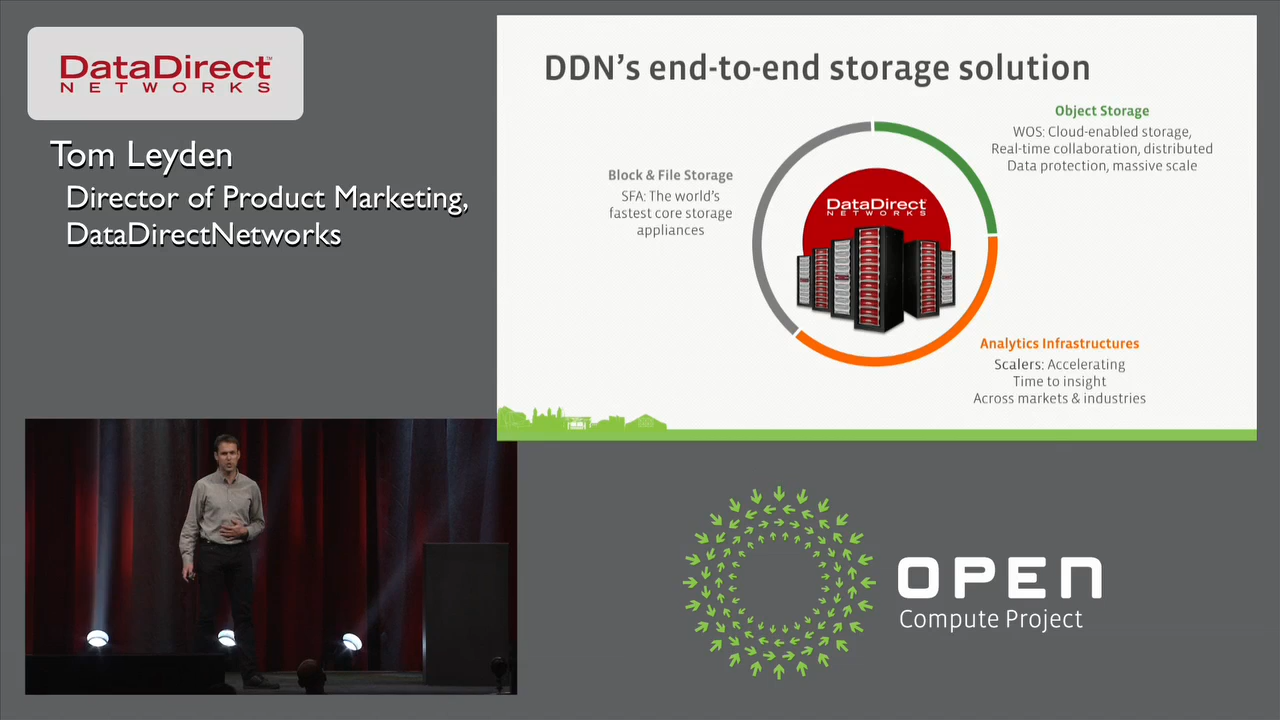 DataDirect™
NETWORKS
Tom Leyden
Director of Product Marketing,
DataDirectNetworks
DDN's end-to-end storage solution
Object Storage
WOS: Cloud-enabled storage,
Real-time collaboration, distributed
Data protection, massive scale
Block & File Storage
SFA: The world's
fastest core storage
appliances
DataDirect
NETWORKS
Analytics Infrastructures
Scalers: Accelerating
Time to insight
Across markets & industries
OPEN
Compute Project